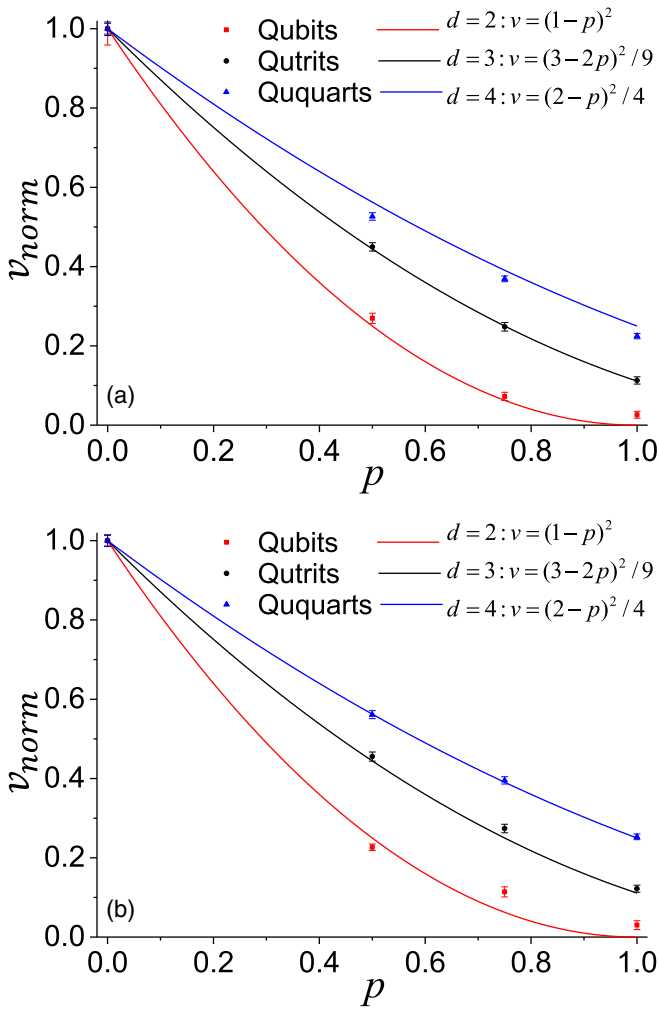 Qubits d = 2 : v = (1 − p)²
Qutrits d = 3 : v = (3 − 2p)² / 9
Ququarts d = 4 : v = (2 − p)² / 4
1.0
0.8
0.6
0.4
0.2
0.0
v_norm
(a)
0.0 0.2 0.4 0.6 0.8 1.0
p
Qubits d = 2 : v = (1 − p)²
Qutrits d = 3 : v = (3 − 2p)² / 9
Ququarts d = 4 : v = (2 − p)² / 4
1.0
0.8
0.6
0.4
0.2
0.0
v_norm
(b)
0.0 0.2 0.4 0.6 0.8 1.0
p